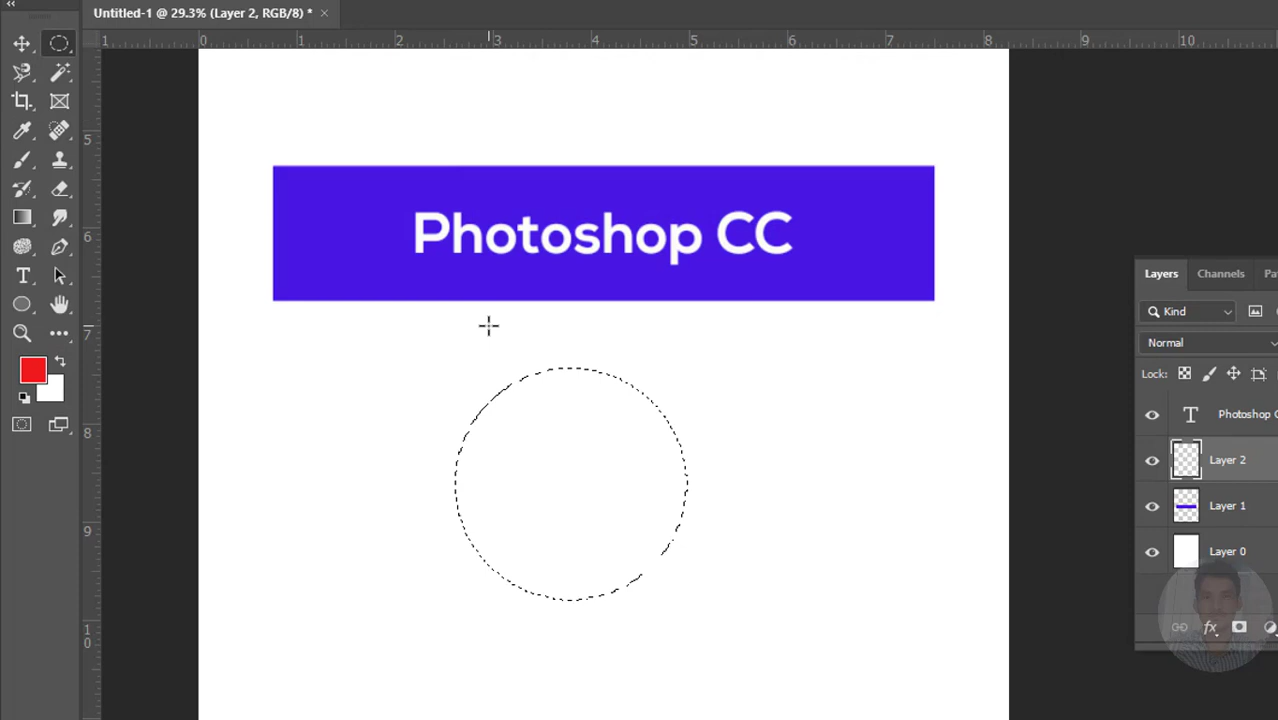 Untitled-1 @ 29.3% (Layer 2, RGB/8) * ×
1 0 1 2 3 4 5 6 7 8 9 10
5
6
7
8
9
1
0
Photoshop CC
Layers Channels Pa
Kind
Normal
Lock:
T Photoshop C
Layer 2
Layer 1
Layer 0
fx